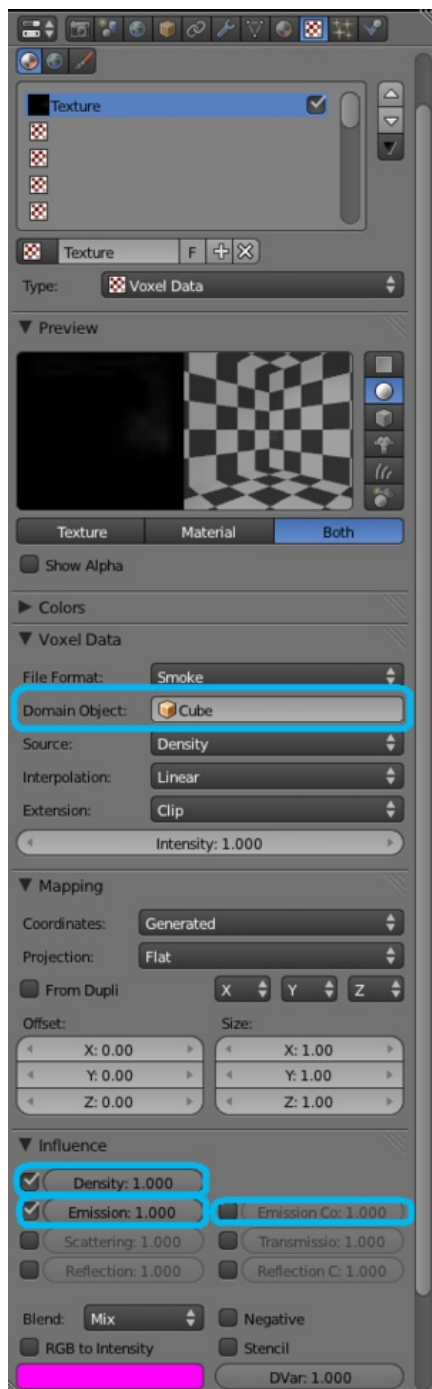 Texture
Texture F
Type: Voxel Data
Preview
Texture Material Both
Show Alpha
Colors
Voxel Data
File Format: Smoke
Domain Object: Cube
Source: Density
Interpolation: Linear
Extension: Clip
Intensity: 1.000
Mapping
Coordinates: Generated
Projection: Flat
From Dupli X Y Z
Offset: Size:
X: 0.00 X: 1.00
Y: 0.00 Y: 1.00
Z: 0.00 Z: 1.00
Influence
Density: 1.000
Emission: 1.000 Emission Co: 1.000
Scattering: 1.000 Transmissio: 1.000
Reflection: 1.000 Reflection C: 1.000
Blend: Mix Negative
RGB to Intensity Stencil
DVar: 1.000